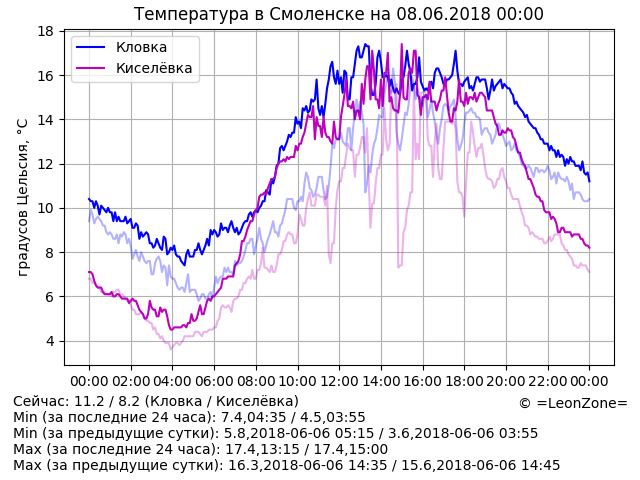 Температура в Смоленске на 08.06.2018 00:00
Кловка
Киселёвка
градусов Цельсия, °C
18
16
14
12
10
8
6
4
00:00 02:00 04:00 06:00 08:00 10:00 12:00 14:00 16:00 18:00 20:00 22:00 00:00
Сейчас: 11.2 / 8.2 (Кловка / Киселёвка)
© =LeonZone=
Min (за последние 24 часа): 7.4,04:35 / 4.5,03:55
Min (за предыдущие сутки): 5.8,2018-06-06 05:15 / 3.6,2018-06-06 03:55
Max (за последние 24 часа): 17.4,13:15 / 17.4,15:00
Max (за предыдущие сутки): 16.3,2018-06-06 14:35 / 15.6,2018-06-06 14:45